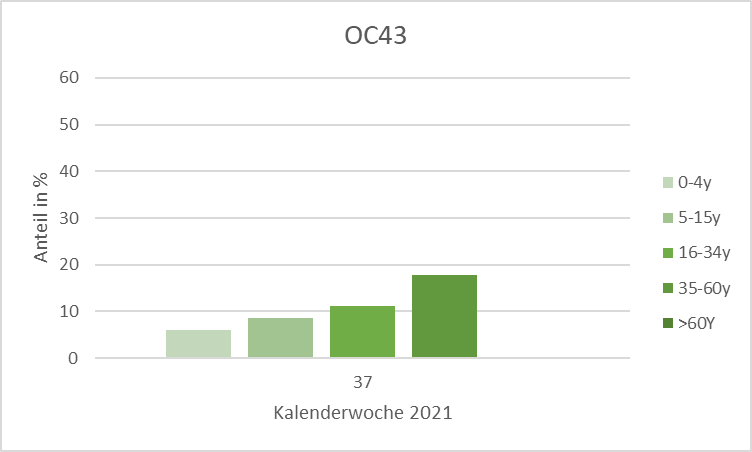 OC43
60
50
40
30
20
10
0
Anteil in %
37
Kalenderwoche 2021
0-4y
5-15y
16-34y
35-60y
>60Y